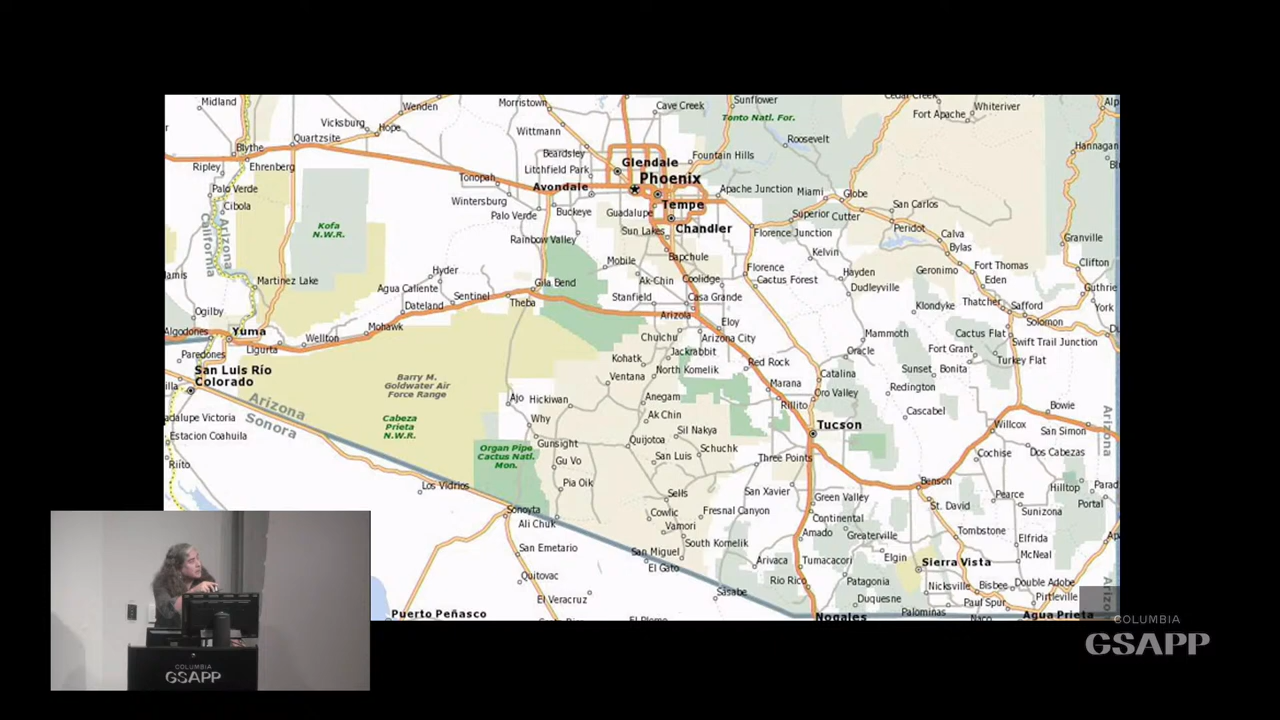 Midland
Wenden
Morristown
Cave Creek
Sunflower
Cedar Creek
Whiteriver
Fort Apache
Tonto Natl. For.
Vicksburg
Hope
Wittmann
Quartzsite
Roosevelt
Hannagan
Blythe
Beardsley
Glendale
Fountain Hills
Ripley
Ehrenberg
Litchfield Park
Phoenix
Tonopah
Avondale
Apache Junction
Miami
Globe
Palo Verde
Wintersburg
Tempe
San Carlos
Cibola
Palo Verde
Buckeye
Guadalupe
Superior
Cutter
Kofa
N.W.R.
Sun Lakes
Chandler
Florence Junction
Peridot
Calva
Granville
California
Arizona
Rainbow Valley
Bylas
Bapchule
Kelvin
Mobile
Geronimo
Fort Thomas
Clifton
Hyder
Florence
Hayden
Martinez Lake
Gila Bend
Ak-Chin
Coolidge
Cactus Forest
Eden
Agua Caliente
Sentinel
Dudleyville
Guthrie
Dateland
Theba
Stanfield
Casa Grande
Klondyke
Thatcher
Safford
Ogilby
Arizola
Eloy
Solomon
Algodones
Yuma
Mohawk
Wellton
Chuichu
Arizona City
Mammoth
Cactus Flat
Swift Trail Junction
Paredones
Ligurta
Kohatk
Jackrabbit
Oracle
Fort Grant
Turkey Flat
San Luis Río
Colorado
Ventana
North Komelik
Red Rock
Catalina
Sunset
Bonita
Barry M.
Goldwater Air
Force Range
Marana
Oro Valley
Redington
Arizona
Sonora
Ajo
Hickiwan
Anegam
Rillito
Cascabel
Bowie
Cabeza
Prieta
N.W.R.
Why
Ak Chin
Tucson
Willcox
San Simon
Arizona
Estacion Coahuila
Sil Nakya
Gunsight
Quijotoa
Schuchk
Organ Pipe
Cactus Natl.
Mon.
Gu Vo
San Luis
Three Points
Cochise
Dos Cabezas
Riito
Los Vidrios
Pia Oik
Sells
San Xavier
Green Valley
Benson
Pearce
Hilltop
Portal
Sonoyta
Cowlic
Fresnal Canyon
St. David
Sunizona
Ali Chuk
Vamori
Continental
Amado
Greaterville
Tombstone
Elfrida
San Emetario
San Miguel
South Komelik
Elgin
McNeal
El Gato
Arivaca
Tumacacori
Sierra Vista
Quitovac
Rio Rico
Patagonia
Nicksville
Bisbee
Double Adobe
El Veracruz
Sasabe
Duquesne
Paul Spur
Pirtleville
Puerto Peñasco
Nogales
Palominas
Naco
Agua Prieta
COLUMBIA
GSAPP
COLUMBIA
GSAPP